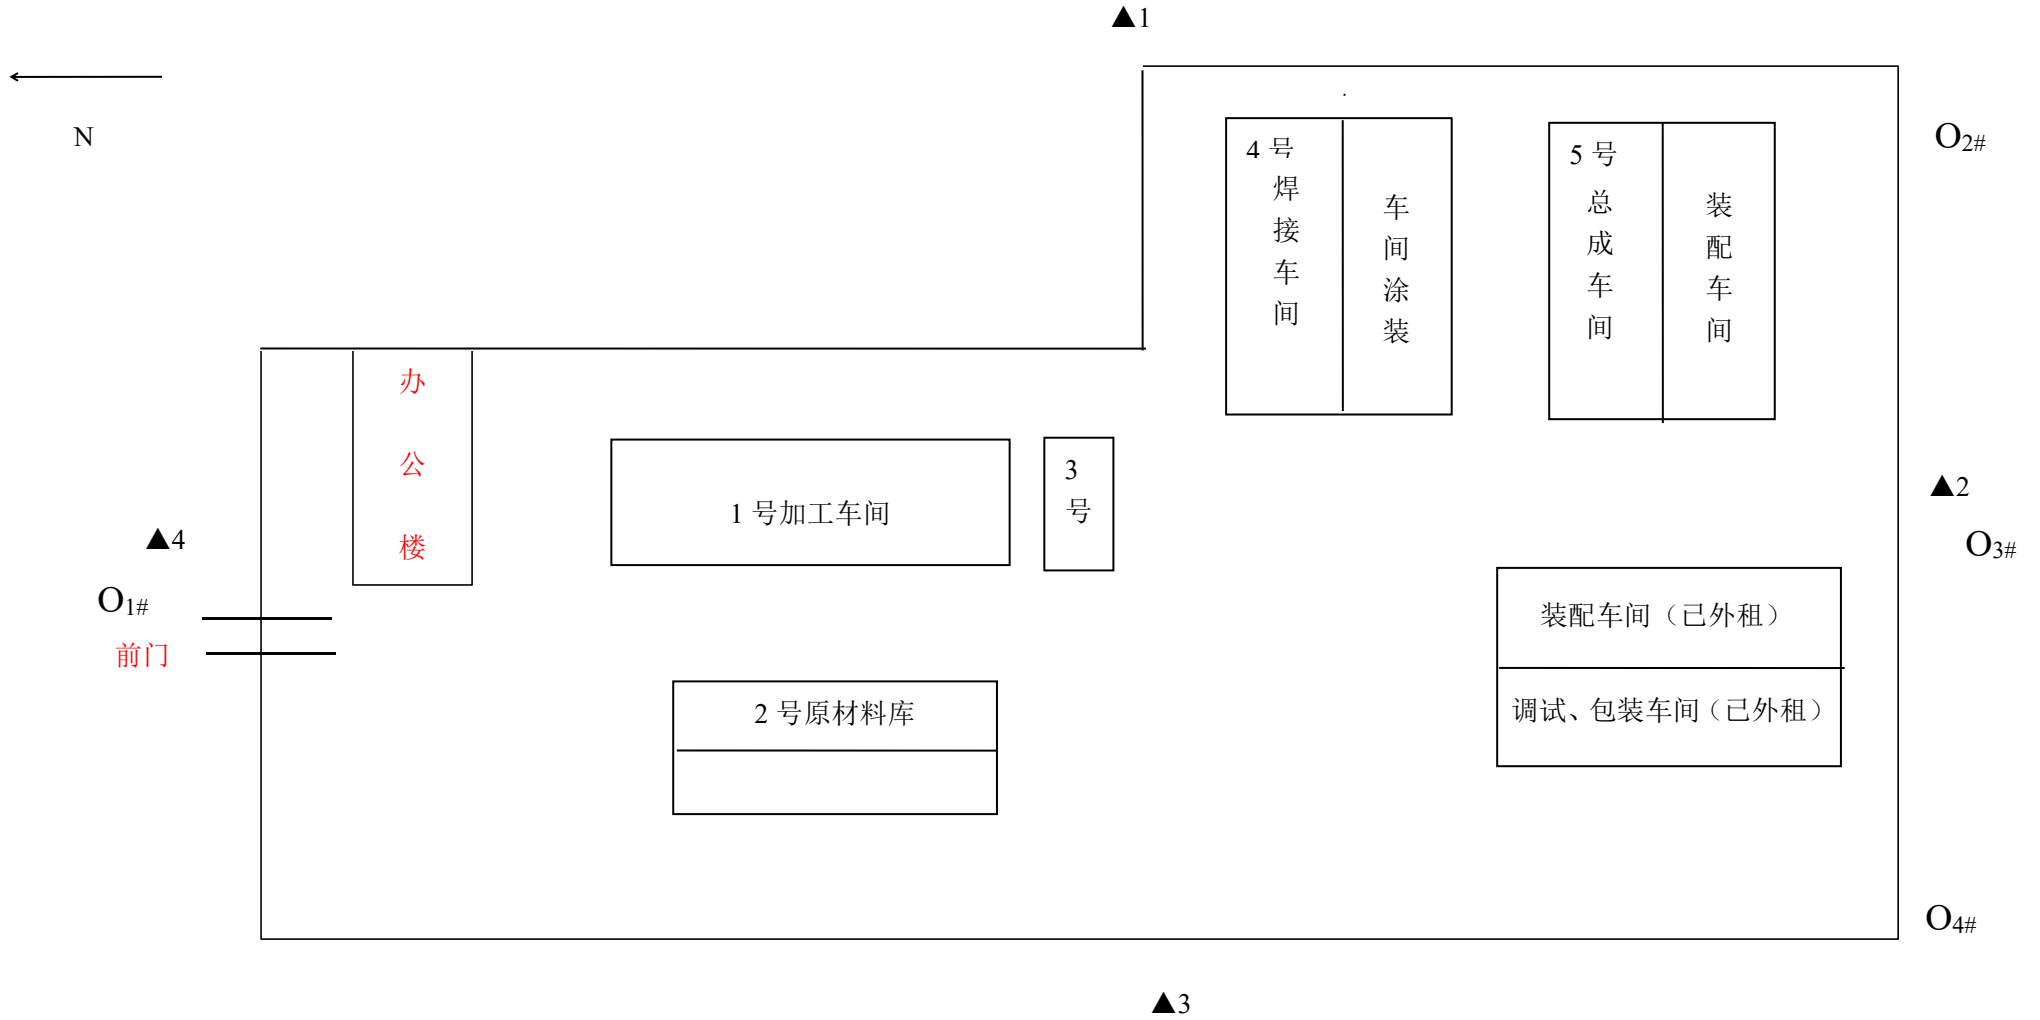 ▲1
N
O2#
4 号
焊接车间
车间涂装
5 号
总成车间
装配车间
办公楼
1 号加工车间
3
号
▲2
▲4
O3#
O1#
前门
装配车间（已外租）
2 号原材料库
调试、包装车间（已外租）
O4#
▲3